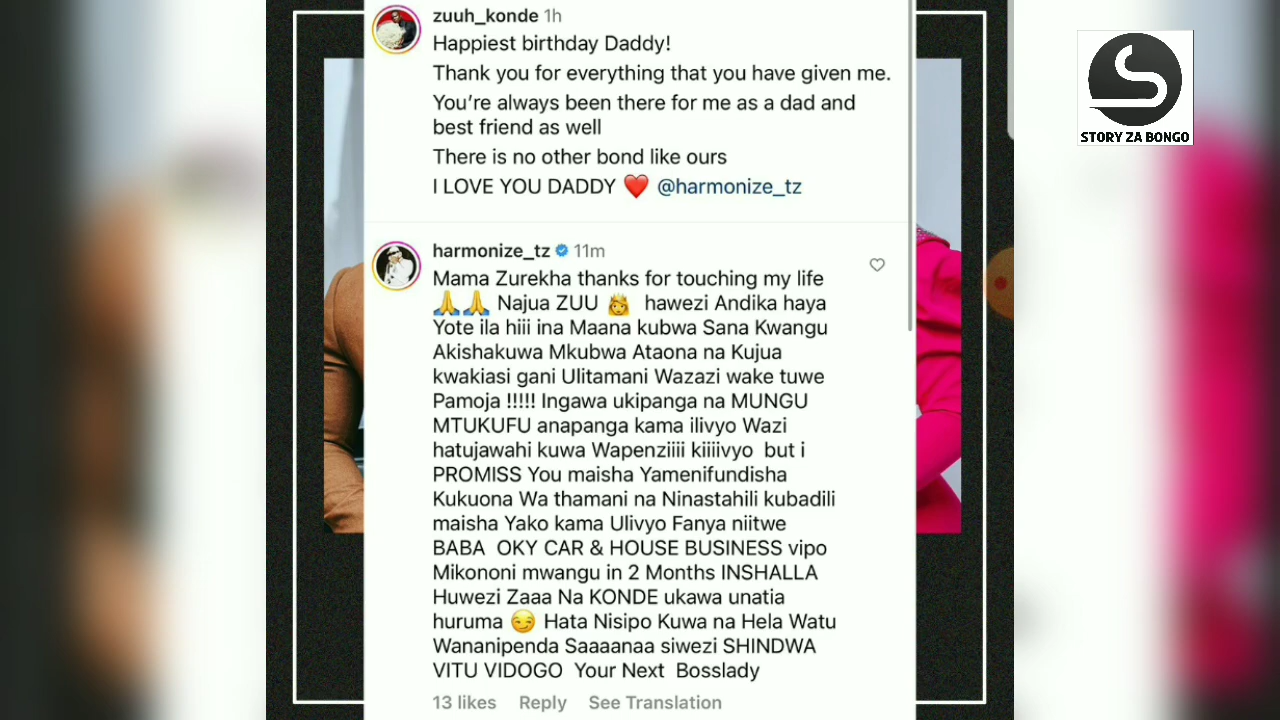 zuuh_konde 1h
Happiest birthday Daddy!
Thank you for everything that you have given me.
You're always been there for me as a dad and
best friend as well
There is no other bond like ours
I LOVE YOU DADDY ❤️ @harmonize_tz
harmonize_tz 11m
Mama Zurekha thanks for touching my life
🙏🙏 Najua ZUU 👸 hawezi Andika haya
Yote ila hiii ina Maana kubwa Sana Kwangu
Akishakuwa Mkubwa Ataona na Kujua
kwakiasi gani Ulitamani Wazazi wake tuwe
Pamoja !!!!! Ingawa ukipanga na MUNGU
MTUKUFU anapanga kama ilivyo Wazi
hatujawahi kuwa Wapenziiii kiiiivyo but i
PROMISS You maisha Yamenifundisha
Kukuona Wa thamani na Ninastahili kubadili
maisha Yako kama Ulivyo Fanya niitwe
BABA OKY CAR & HOUSE BUSINESS vipo
Mikononi mwangu in 2 Months INSHALLA
Huwezi Zaaa Na KONDE ukawa unatia
huruma 😏 Hata Nisipo Kuwa na Hela Watu
Wananipenda Saaaanaa siwezi SHINDWA
VITU VIDOGO Your Next Bosslady
13 likes Reply See Translation
STORY ZA BONGO